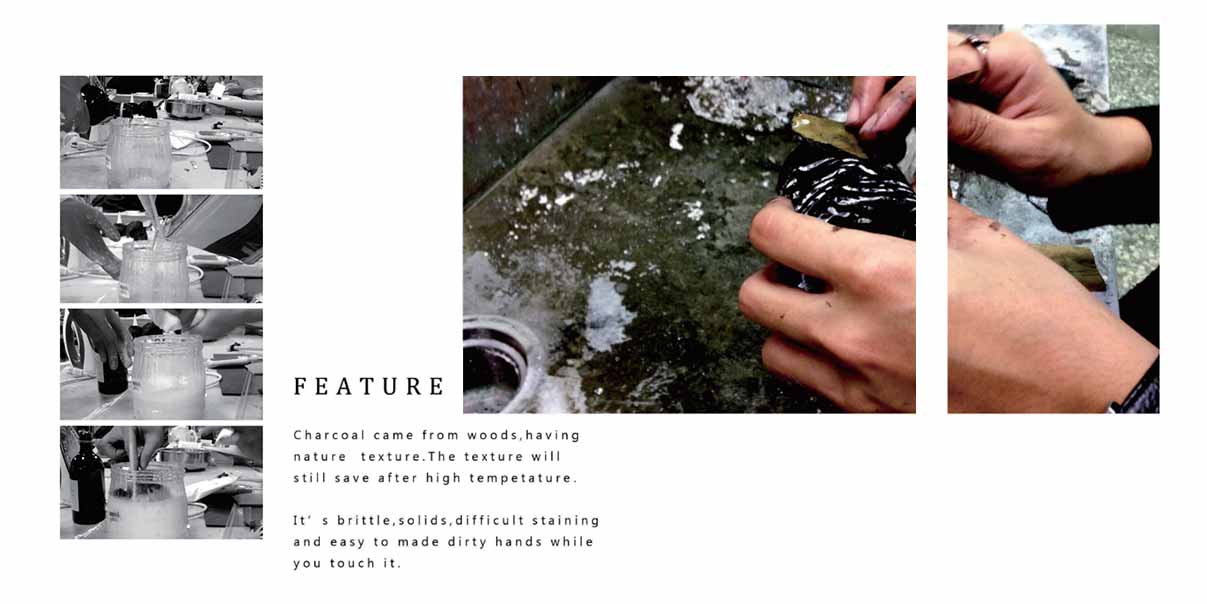 FEATURE
Charcoal came from woods,having
nature texture.The texture will
still save after high tempetature.
It's brittle,solids,difficult staining
and easy to made dirty hands while
you touch it.